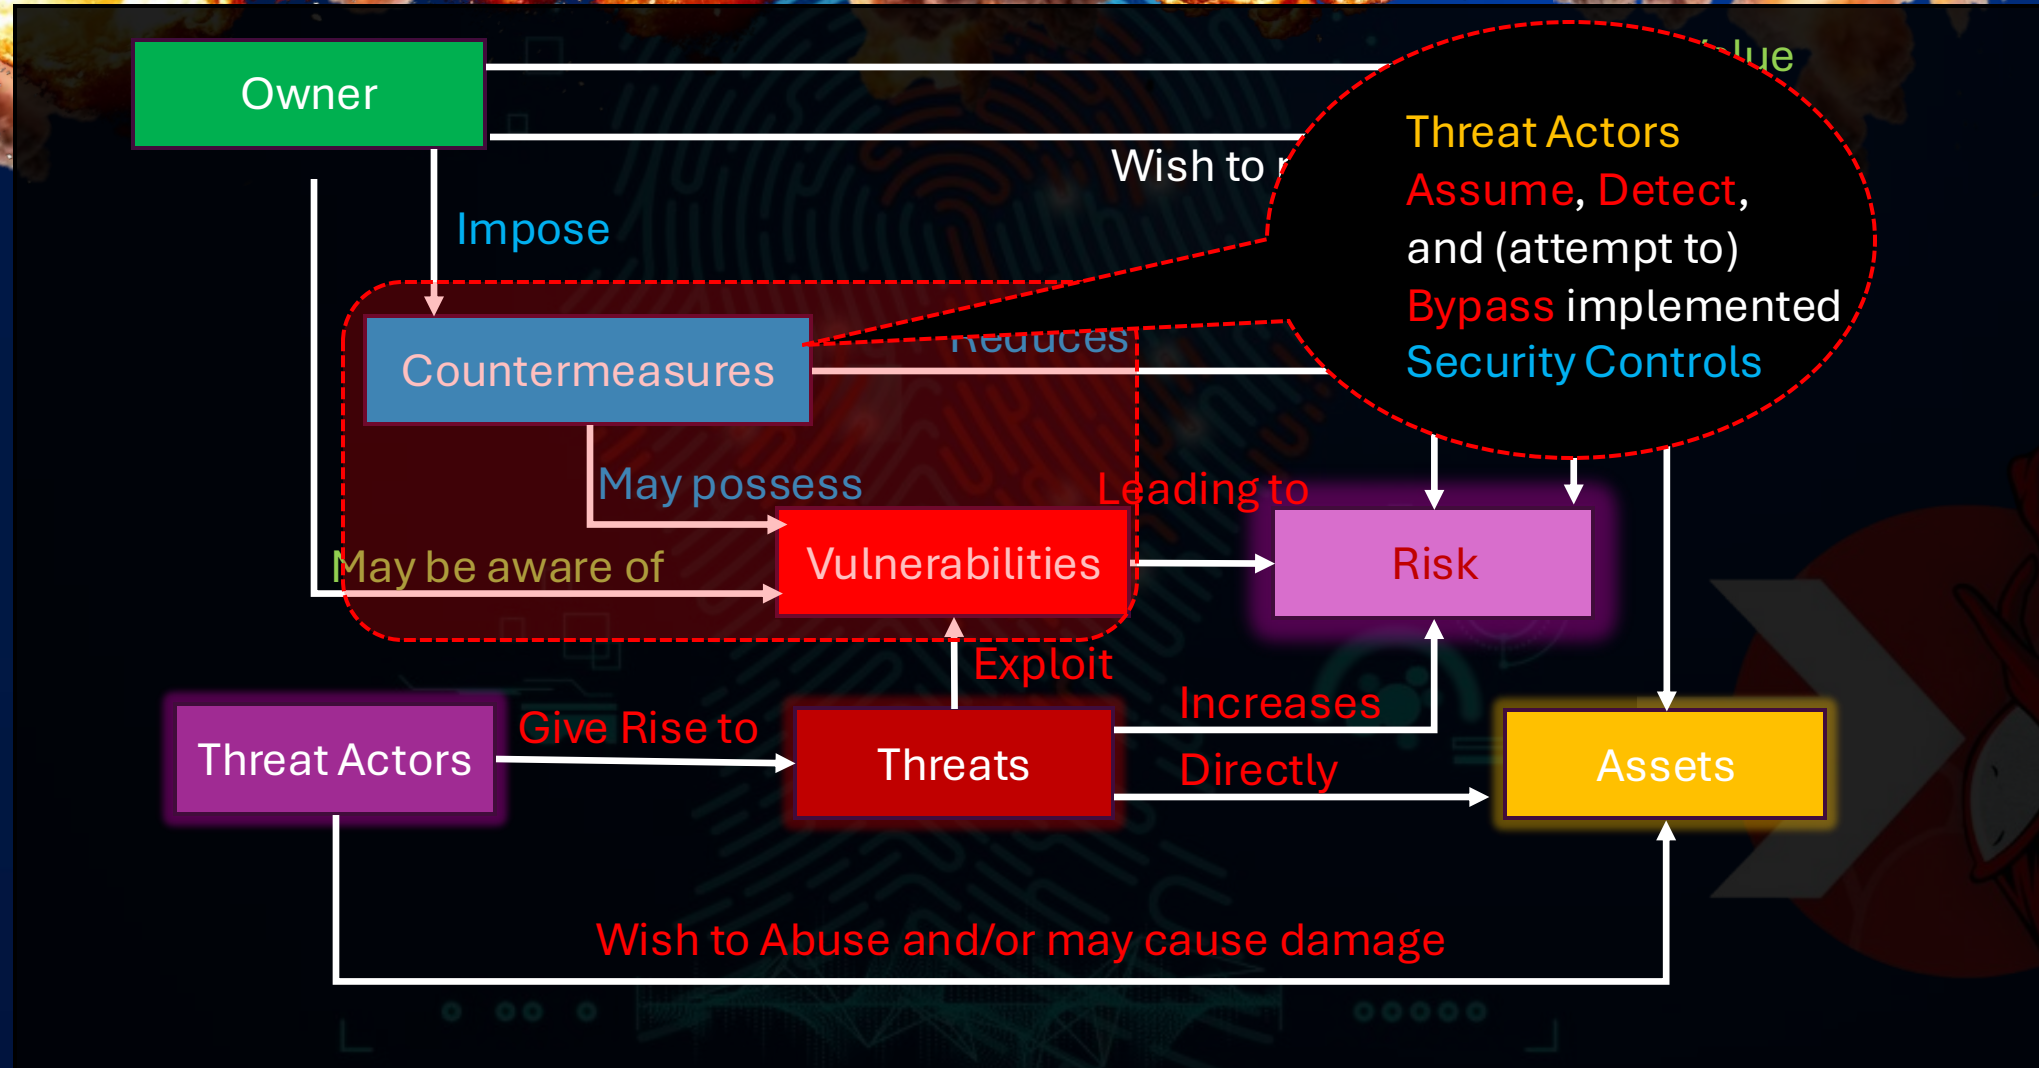 Owner
Wish to
Impose
Threat Actors
Assume, Detect,
and (attempt to)
Bypass implemented
Security Controls
Reduces
Countermeasures
May possess
Leading to
May be aware of
Vulnerabilities
Risk
Exploit
Increases
Give Rise to
Threat Actors
Threats
Directly
Assets
Wish to Abuse and/or may cause damage